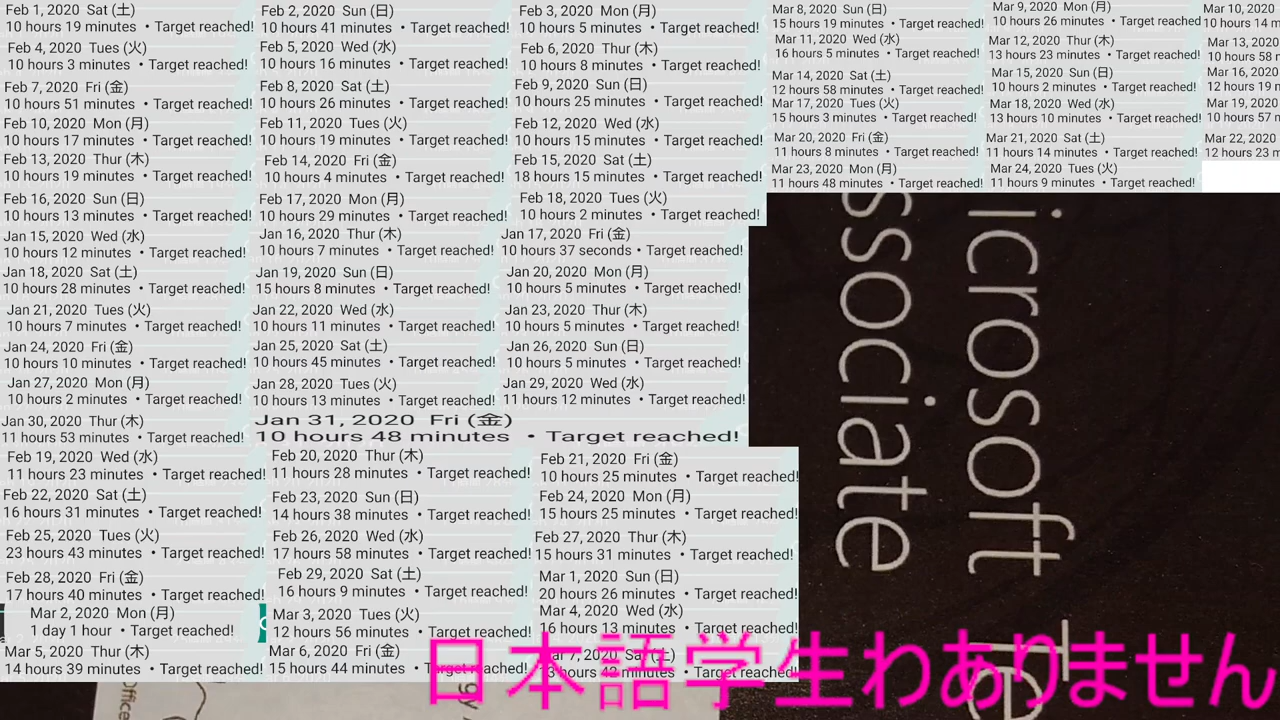 Feb 1, 2020 Sat (土)
10 hours 19 minutes • Target reached!
Feb 2, 2020 Sun (日)
10 hours 41 minutes • Target reached!
Feb 3, 2020 Mon (月)
10 hours 5 minutes • Target reached!
Feb 4, 2020 Tues (火)
10 hours 3 minutes • Target reached!
Feb 5, 2020 Wed (水)
10 hours 16 minutes • Target reached!
Feb 6, 2020 Thur (木)
10 hours 8 minutes • Target reached!
Feb 7, 2020 Fri (金)
10 hours 51 minutes • Target reached!
Feb 8, 2020 Sat (土)
10 hours 26 minutes • Target reached!
Feb 9, 2020 Sun (日)
10 hours 25 minutes • Target reached!
Feb 10, 2020 Mon (月)
10 hours 17 minutes • Target reached!
Feb 11, 2020 Tues (火)
10 hours 19 minutes • Target reached!
Feb 12, 2020 Wed (水)
10 hours 15 minutes • Target reached!
Feb 13, 2020 Thur (木)
10 hours 19 minutes • Target reached!
Feb 14, 2020 Fri (金)
10 hours 4 minutes • Target reached!
Feb 15, 2020 Sat (土)
18 hours 15 minutes • Target reached!
Feb 16, 2020 Sun (日)
10 hours 13 minutes • Target reached!
Feb 17, 2020 Mon (月)
10 hours 29 minutes • Target reached!
Feb 18, 2020 Tues (火)
10 hours 2 minutes • Target reached!
Jan 15, 2020 Wed (水)
10 hours 12 minutes • Target reached!
Jan 16, 2020 Thur (木)
10 hours 7 minutes • Target reached!
Jan 17, 2020 Fri (金)
10 hours 37 seconds • Target reached!
Jan 18, 2020 Sat (土)
10 hours 28 minutes • Target reached!
Jan 19, 2020 Sun (日)
15 hours 8 minutes • Target reached!
Jan 20, 2020 Mon (月)
10 hours 5 minutes • Target reached!
Jan 21, 2020 Tues (火)
10 hours 7 minutes • Target reached!
Jan 22, 2020 Wed (水)
10 hours 11 minutes • Target reached!
Jan 23, 2020 Thur (木)
10 hours 5 minutes • Target reached!
Jan 24, 2020 Fri (金)
10 hours 10 minutes • Target reached!
Jan 25, 2020 Sat (土)
10 hours 45 minutes • Target reached!
Jan 26, 2020 Sun (日)
10 hours 5 minutes • Target reached!
Jan 27, 2020 Mon (月)
10 hours 2 minutes • Target reached!
Jan 28, 2020 Tues (火)
10 hours 13 minutes • Target reached!
Jan 29, 2020 Wed (水)
11 hours 12 minutes • Target reached!
Jan 30, 2020 Thur (木)
11 hours 53 minutes • Target reached!
Jan 31, 2020 Fri (金)
10 hours 48 minutes • Target reached!
Feb 19, 2020 Wed (水)
11 hours 23 minutes • Target reached!
Feb 20, 2020 Thur (木)
11 hours 28 minutes • Target reached!
Feb 21, 2020 Fri (金)
10 hours 25 minutes • Target reached!
Feb 22, 2020 Sat (土)
16 hours 31 minutes • Target reached!
Feb 23, 2020 Sun (日)
14 hours 38 minutes • Target reached!
Feb 24, 2020 Mon (月)
15 hours 25 minutes • Target reached!
Feb 25, 2020 Tues (火)
23 hours 43 minutes • Target reached!
Feb 26, 2020 Wed (水)
17 hours 58 minutes • Target reached!
Feb 27, 2020 Thur (木)
15 hours 31 minutes • Target reached!
Feb 28, 2020 Fri (金)
17 hours 40 minutes • Target reached!
Feb 29, 2020 Sat (土)
16 hours 9 minutes • Target reached!
Mar 1, 2020 Sun (日)
20 hours 26 minutes • Target reached!
Mar 2, 2020 Mon (月)
1 day 1 hour • Target reached!
Mar 3, 2020 Tues (火)
12 hours 56 minutes • Target reached!
Mar 4, 2020 Wed (水)
16 hours 13 minutes • Target reached!
Mar 5, 2020 Thur (木)
14 hours 39 minutes • Target reached!
Mar 6, 2020 Fri (金)
15 hours 44 minutes • Target reached!
7, 2020 Sat (土)
hours 42 minutes • Target reached!
Mar 8, 2020 Sun (日)
15 hours 19 minutes • Target reached!
Mar 9, 2020 Mon (月)
10 hours 26 minutes • Target reached
Mar 10, 2020
10 hours 14 m
Mar 11, 2020 Wed (水)
16 hours 5 minutes • Target reached!
Mar 12, 2020 Thur (木)
13 hours 23 minutes • Target reached!
Mar 13, 2020
10 hours 58 m
Mar 14, 2020 Sat (土)
12 hours 58 minutes • Target reached!
Mar 15, 2020 Sun (日)
10 hours 2 minutes • Target reached!
Mar 16, 2020
12 hours 19 m
Mar 17, 2020 Tues (火)
15 hours 3 minutes • Target reached!
Mar 18, 2020 Wed (水)
13 hours 10 minutes • Target reached!
Mar 19, 2020
10 hours 57 m
Mar 20, 2020 Fri (金)
11 hours 8 minutes • Target reached!
Mar 21, 2020 Sat (土)
11 hours 14 minutes • Target reached!
Mar 22, 2020
12 hours 23 m
Mar 23, 2020 Mon (月)
11 hours 48 minutes • Target reached!
Mar 24, 2020 Tues (火)
11 hours 9 minutes • Target reached!
icrosoft Te
ssociate
ffice
日本語学生わありません